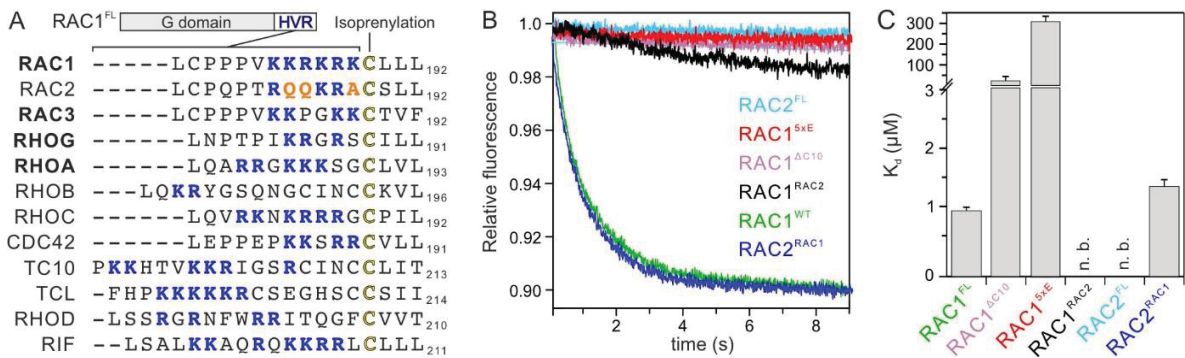 A
RAC1FL G domain HVR Isoprenylation
RAC1 -----LCPPPVKKRKRKCLLL192
RAC2 -----LCPQPTRQQKRACSLL192
RAC3 -----LCPPPVKKPGKKCTVF192
RHOG ------LNPTPIKRGRSCILL191
RHOA ------LQARRGKKKSGCLVL193
RHOB ---LQKRYGSQNGCINCCKVL196
RHOC ------LQVRKNKRRRGCPIL192
CDC42 ------LEPPEPKKSRRCVLL191
TC10 PKKHTVKKRIGSRCINCCLIT213
TCL -FHPKKKKKRCSEGHSCCSII214
RHOD -LSSRGRNFWRRITQGFCVVT210
RIF --LSALKKAQRQKKRRLCLLL211
B
Relative fluorescence
1.0
0.98
0.96
0.94
0.92
0.90
RAC2FL
RAC15xE
RAC1ΔC10
RAC1RAC2
RAC1WT
RAC2RAC1
2 4 6 8
time (s)
C
Kd (µM)
300
200
100
3
2
1
0
n. b.
n. b.
RAC1FL
RAC1ΔC10
RAC15xE
RAC1RAC2
RAC2FL
RAC2RAC1